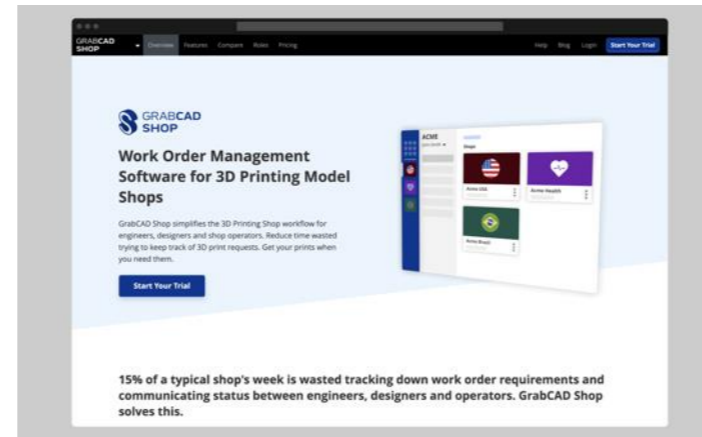 GRABCAD
SHOP
Overview Features Compare Roles Pricing Help Blog Login Start Your Trial
GRABCAD
SHOP
Work Order Management
Software for 3D Printing Model
Shops
GrabCAD Shop simplifies the 3D Printing Shop workflow for
engineers, designers and shop operators. Reduce time wasted
trying to keep track of 3D print requests. Get your prints when
you need them.
Start Your Trial
ACME
Shops
Acme USA
Acme Health
Acme Brazil
15% of a typical shop's week is wasted tracking down work order requirements and
communicating status between engineers, designers and operators. GrabCAD Shop
solves this.